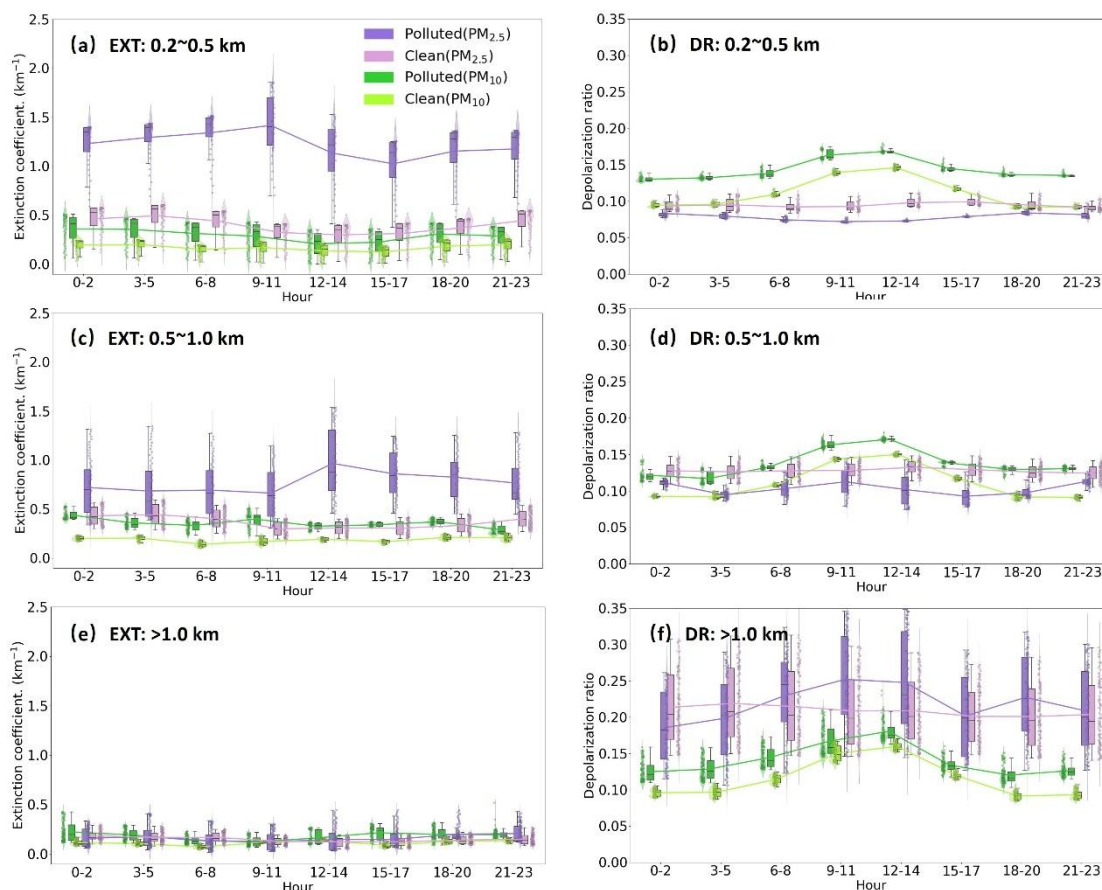 (a) EXT: 0.2~0.5 km
Polluted(PM2.5)
Clean(PM2.5)
Polluted(PM10)
Clean(PM10)
Extinction coefficient. (km−1)
2.5
2.0
1.5
1.0
0.5
0.0
0-2 3-5 6-8 9-11 12-14 15-17 18-20 21-23
Hour
(b) DR: 0.2~0.5 km
Depolarization ratio
0.35
0.30
0.25
0.20
0.15
0.10
0.05
0.00
0-2 3-5 6-8 9-11 12-14 15-17 18-20 21-23
Hour
(c) EXT: 0.5~1.0 km
Extinction coefficient. (km−1)
2.5
2.0
1.5
1.0
0.5
0.0
0-2 3-5 6-8 9-11 12-14 15-17 18-20 21-23
Hour
(d) DR: 0.5~1.0 km
Depolarization ratio
0.35
0.30
0.25
0.20
0.15
0.10
0.05
0.00
0-2 3-5 6-8 9-11 12-14 15-17 18-20 21-23
Hour
(e) EXT: >1.0 km
Extinction coefficient. (km−1)
2.5
2.0
1.5
1.0
0.5
0.0
0-2 3-5 6-8 9-11 12-14 15-17 18-20 21-23
Hour
(f) DR: >1.0 km
Depolarization ratio
0.35
0.30
0.25
0.20
0.15
0.10
0.05
0.00
0-2 3-5 6-8 9-11 12-14 15-17 18-20 21-23
Hour